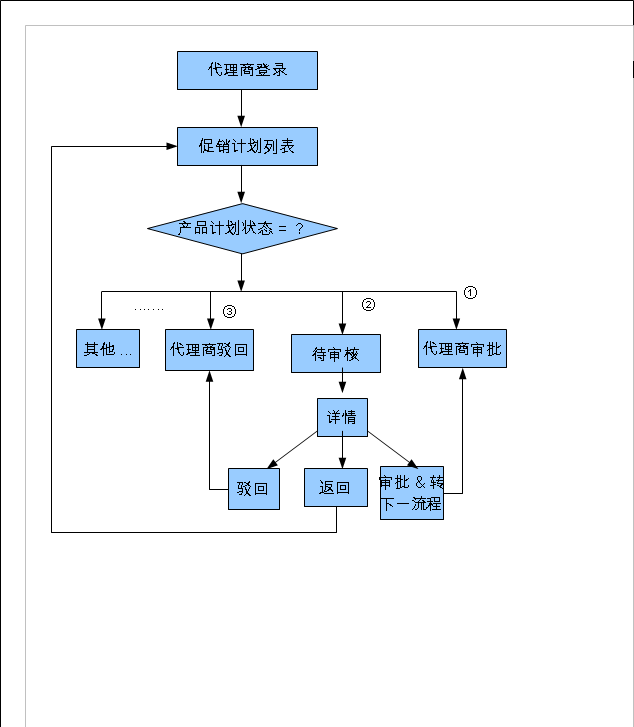 代理商登录
促销计划列表
产品计划状态 = ?
.......
③
②
①
其他 ...
代理商驳回
待审核
代理商审批
详情
驳回
返回
审批 & 转
下一流程